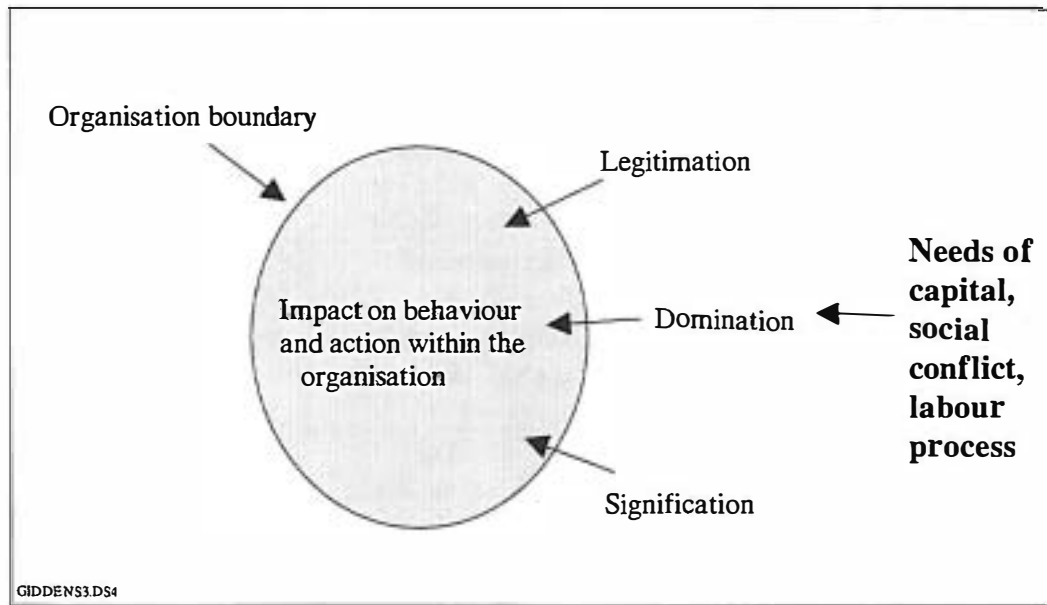 Organisation boundary
Legitimation
Needs of
capital,
social
conflict,
labour
process
Impact on behaviour
and action within the
organisation
Domination
Signification
GIDDENS3.DS4